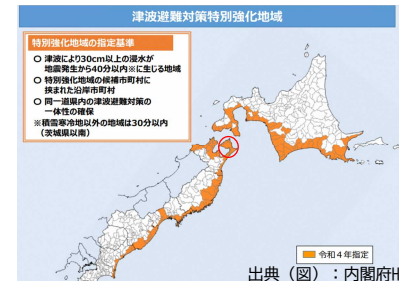 津波避難対策特別強化地域
特別強化地域の指定基準
○ 津波により30cm以上の浸水が
地震発生から40分以内※に生じる地域
○ 特別強化地域の候補市町村に
挟まれた沿岸市町村
○ 同一道県内の津波避難対策の
一体性の確保
※積雪寒冷地以外の地域は30分以内
（茨城県以南）
令和４年指定
出典（図）：内閣府H